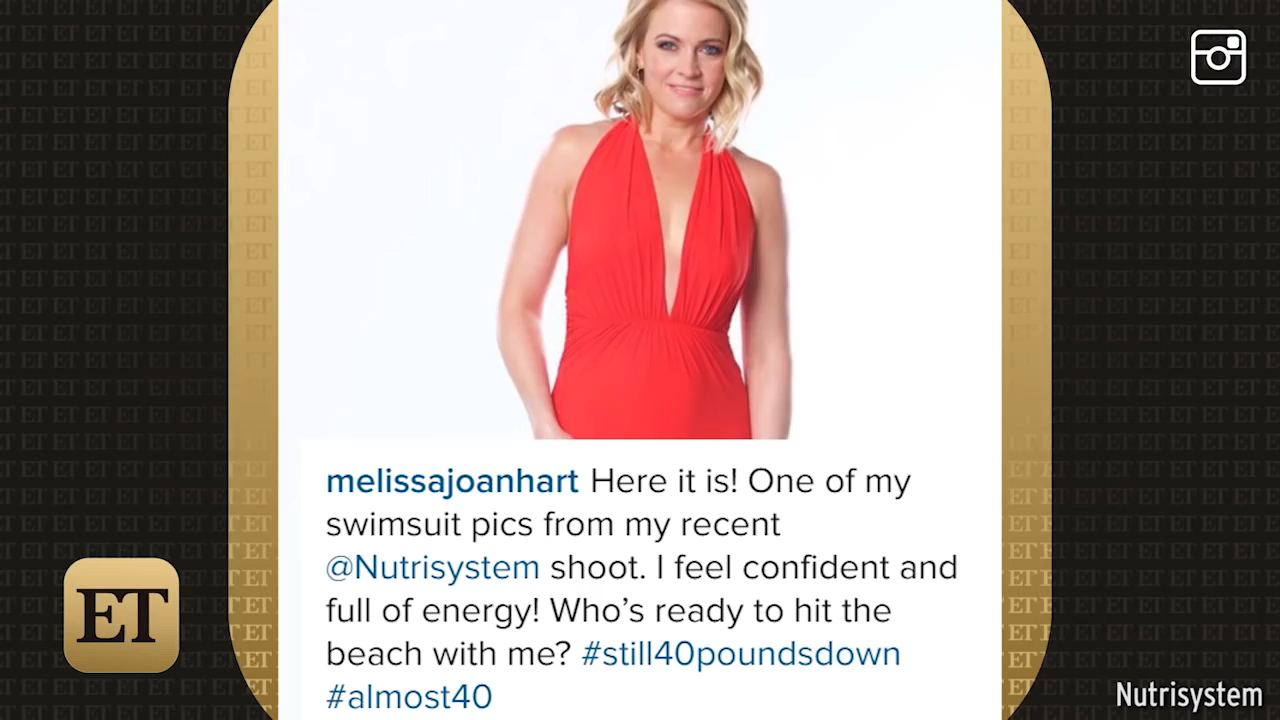 melissajoanhart Here it is! One of my
swimsuit pics from my recent
@Nutrisystem shoot. I feel confident and
full of energy! Who's ready to hit the
beach with me? #still40poundsdown
#almost40
ET
Nutrisystem